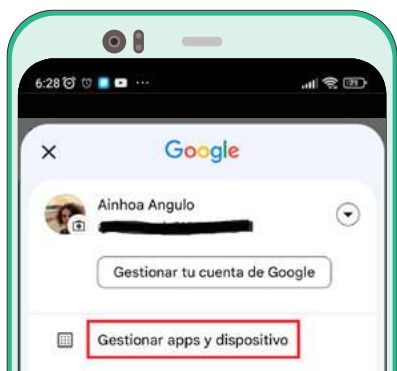 6:28
Google
Ainhoa Angulo
Gestionar tu cuenta de Google
Gestionar apps y dispositivo